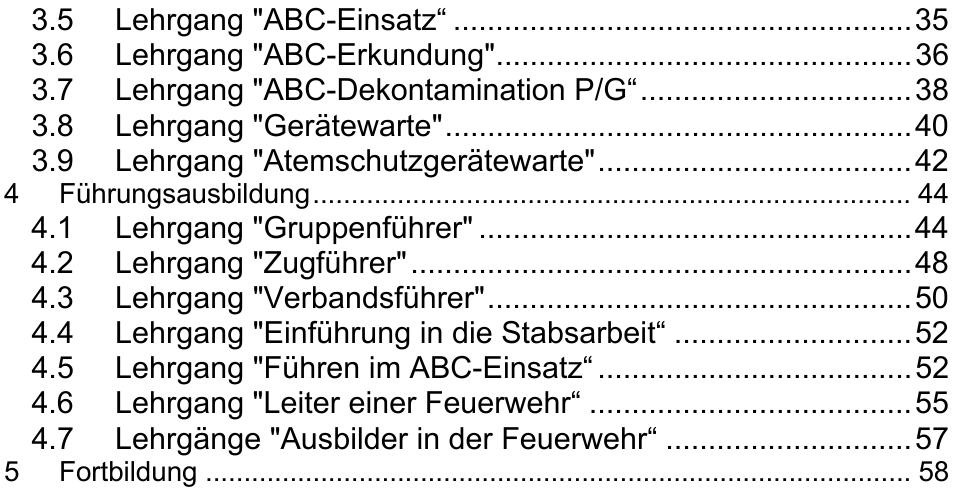 3.5 Lehrgang "ABC-Einsatz“ ........................................................ 35
3.6 Lehrgang "ABC-Erkundung"................................................... 36
3.7 Lehrgang "ABC-Dekontamination P/G“ ................................. 38
3.8 Lehrgang "Gerätewarte"......................................................... 40
3.9 Lehrgang "Atemschutzgerätewarte"....................................... 42
4 Führungsausbildung............................................................................. 44
4.1 Lehrgang "Gruppenführer" ..................................................... 44
4.2 Lehrgang "Zugführer"............................................................. 48
4.3 Lehrgang "Verbandsführer".................................................... 50
4.4 Lehrgang "Einführung in die Stabsarbeit“ ............................. 52
4.5 Lehrgang "Führen im ABC-Einsatz“ ...................................... 52
4.6 Lehrgang "Leiter einer Feuerwehr“ ....................................... 55
4.7 Lehrgänge "Ausbilder in der Feuerwehr“ .............................. 57
5 Fortbildung ........................................................................................... 58